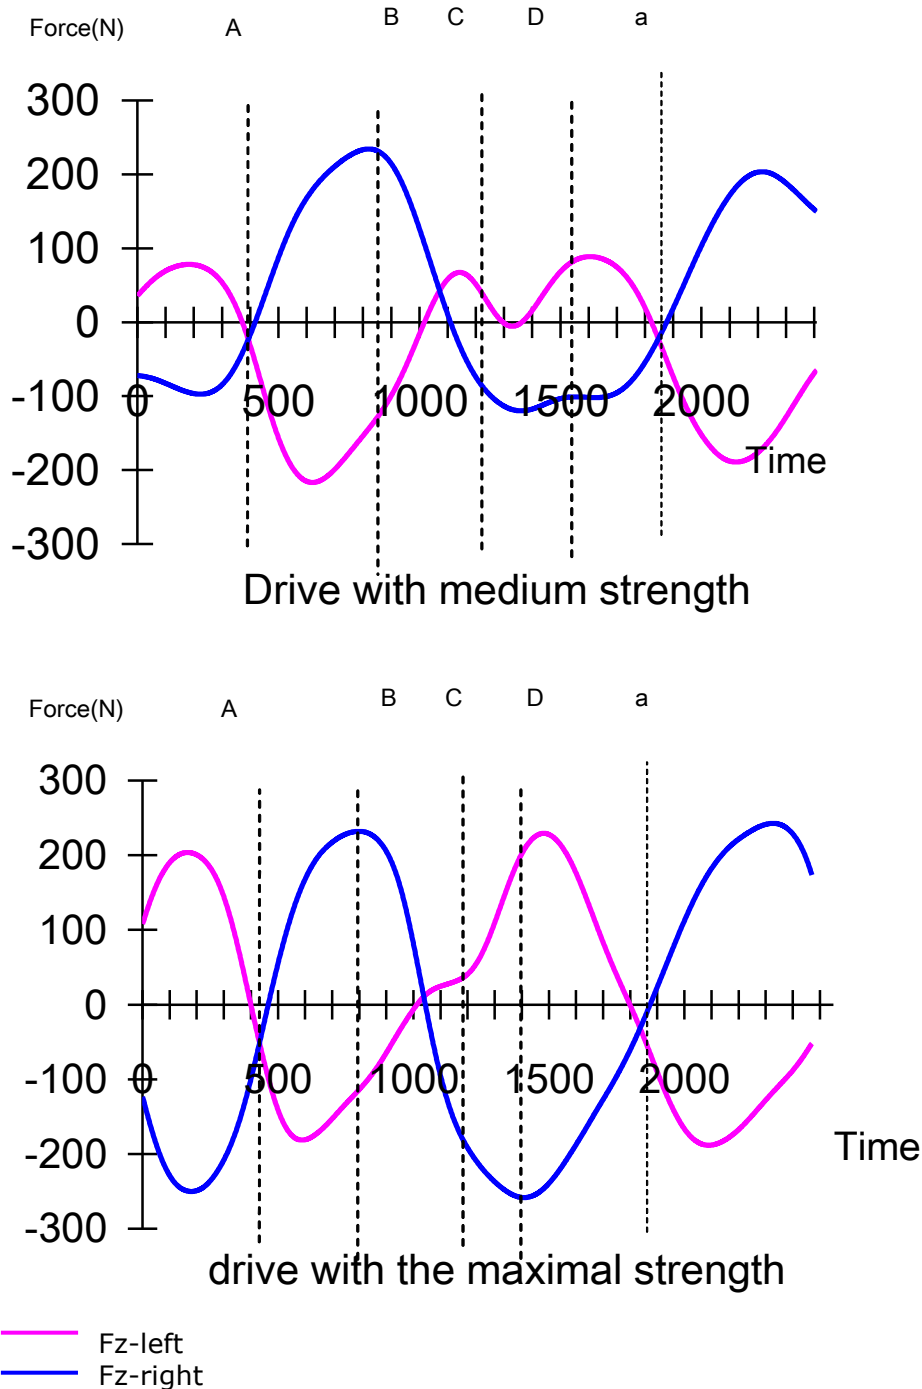 Force(N) A B C D a
300
200
100
0
-100
-200
-300
0 500 1000 1500 2000
Time
Drive with medium strength
Force(N) A B C D a
300
200
100
0
-100
-200
-300
0 500 1000 1500 2000
Time
drive with the maximal strength
Fz-left
Fz-right